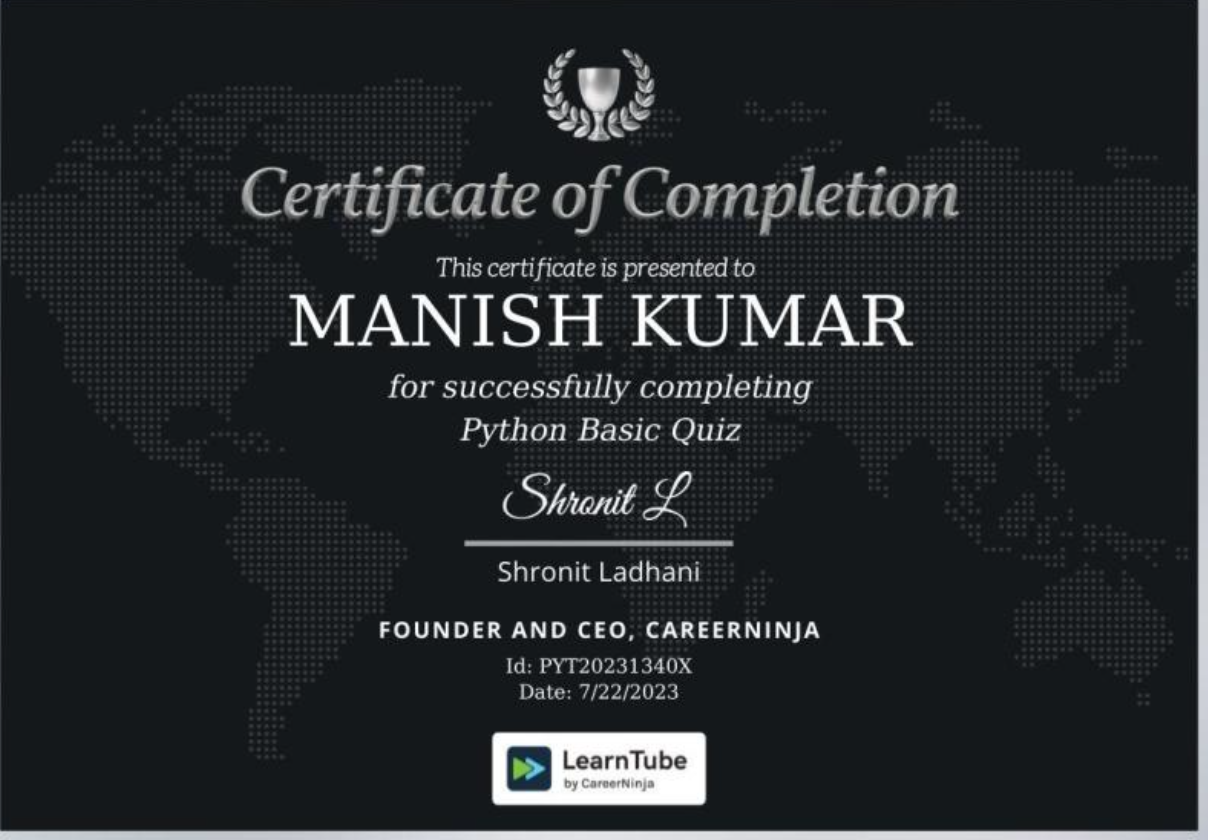 Certificate of Completion
This certificate is presented to
MANISH KUMAR
for successfully completing
Python Basic Quiz
Shronit L
Shronit Ladhani
FOUNDER AND CEO, CAREERNINJA
Id: PYT20231340X
Date: 7/22/2023
LearnTube
by CareerNinja